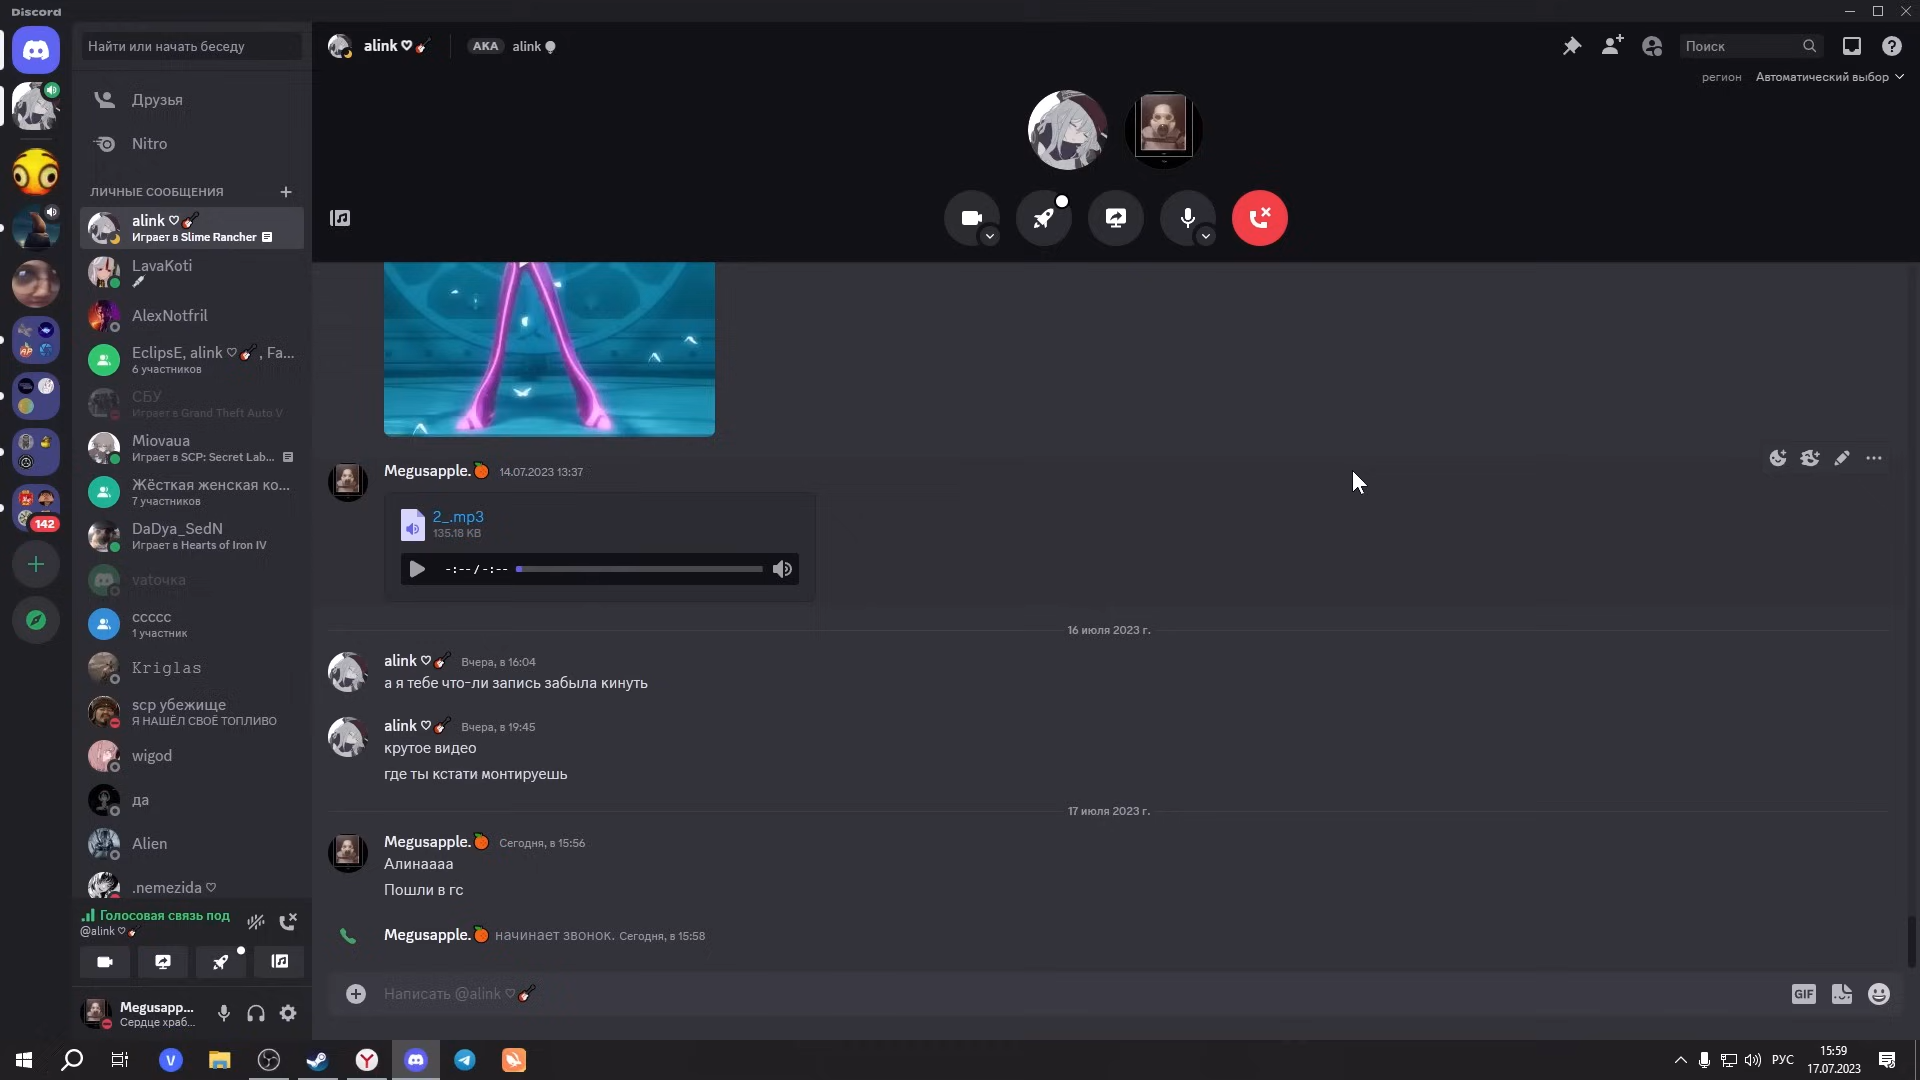 Discord
Найти или начать беседу
Друзья
Nitro
ЛИЧНЫЕ СООБЩЕНИЯ
alink ♡🎸
Играет в Slime Rancher
LavaKoti
AlexNotfril
EclipsE, alink ♡🎸, Fa...
6 участников
СБУ
Играет в Grand Theft Auto V
Miovaua
Играет в SCP: Secret Lab...
Жёсткая женская ко...
7 участников
DaDya_SedN
Играет в Hearts of Iron IV
vаточка
ccccc
1 участник
Kriglas
scp убежище
Я НАШЁЛ СВОЁ ТОПЛИВО
wigod
да
Alien
.nemezida ♡
142
Голосовая связь под
@alink ♡🎸
Megusapp...
Сердце храб...
alink ♡🎸
AKA alink
Поиск
регион Автоматический выбор
Megusapple.🍊 14.07.2023 13:37
2_.mp3
135.18 KB
-:-- / -:--
16 июля 2023 г.
alink ♡🎸 Вчера, в 16:04
а я тебе что-ли запись забыла кинуть
alink ♡🎸 Вчера, в 19:45
крутое видео
где ты кстати монтируешь
17 июля 2023 г.
Megusapple.🍊 Сегодня, в 15:56
Алинаааа
Пошли в гс
Megusapple.🍊 начинает звонок. Сегодня, в 15:58
Написать @alink ♡🎸
GIF
РУС
15:59
17.07.2023